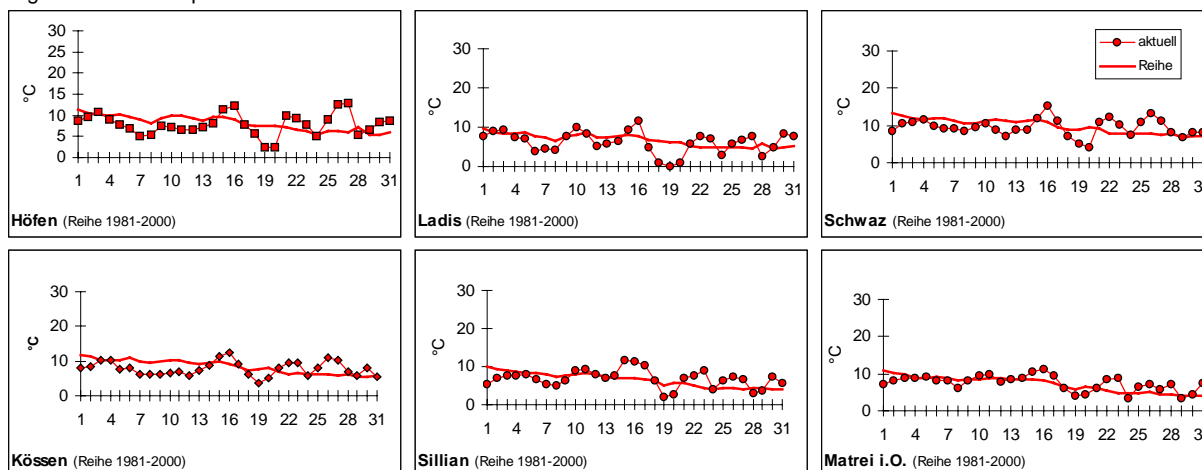 30
25
20
15
10
5
0
°C
1 4 7 10 13 16 19 22 25 28 31
Höfen (Reihe 1981-2000)
30
20
10
0
°C
1 4 7 10 13 16 19 22 25 28 31
Ladis (Reihe 1981-2000)
aktuell
Reihe
30
20
10
0
°C
1 4 7 10 13 16 19 22 25 28
Schwaz (Reihe 1981-2000)
30
20
10
0
°C
1 4 7 10 13 16 19 22 25 28 31
Kössen (Reihe 1981-2000)
30
20
10
0
°C
1 4 7 10 13 16 19 22 25 28 31
Sillian (Reihe 1981-2000)
30
20
10
0
°C
1 4 7 10 13 16 19 22 25 28
Matrei i.O. (Reihe 1981-2000)